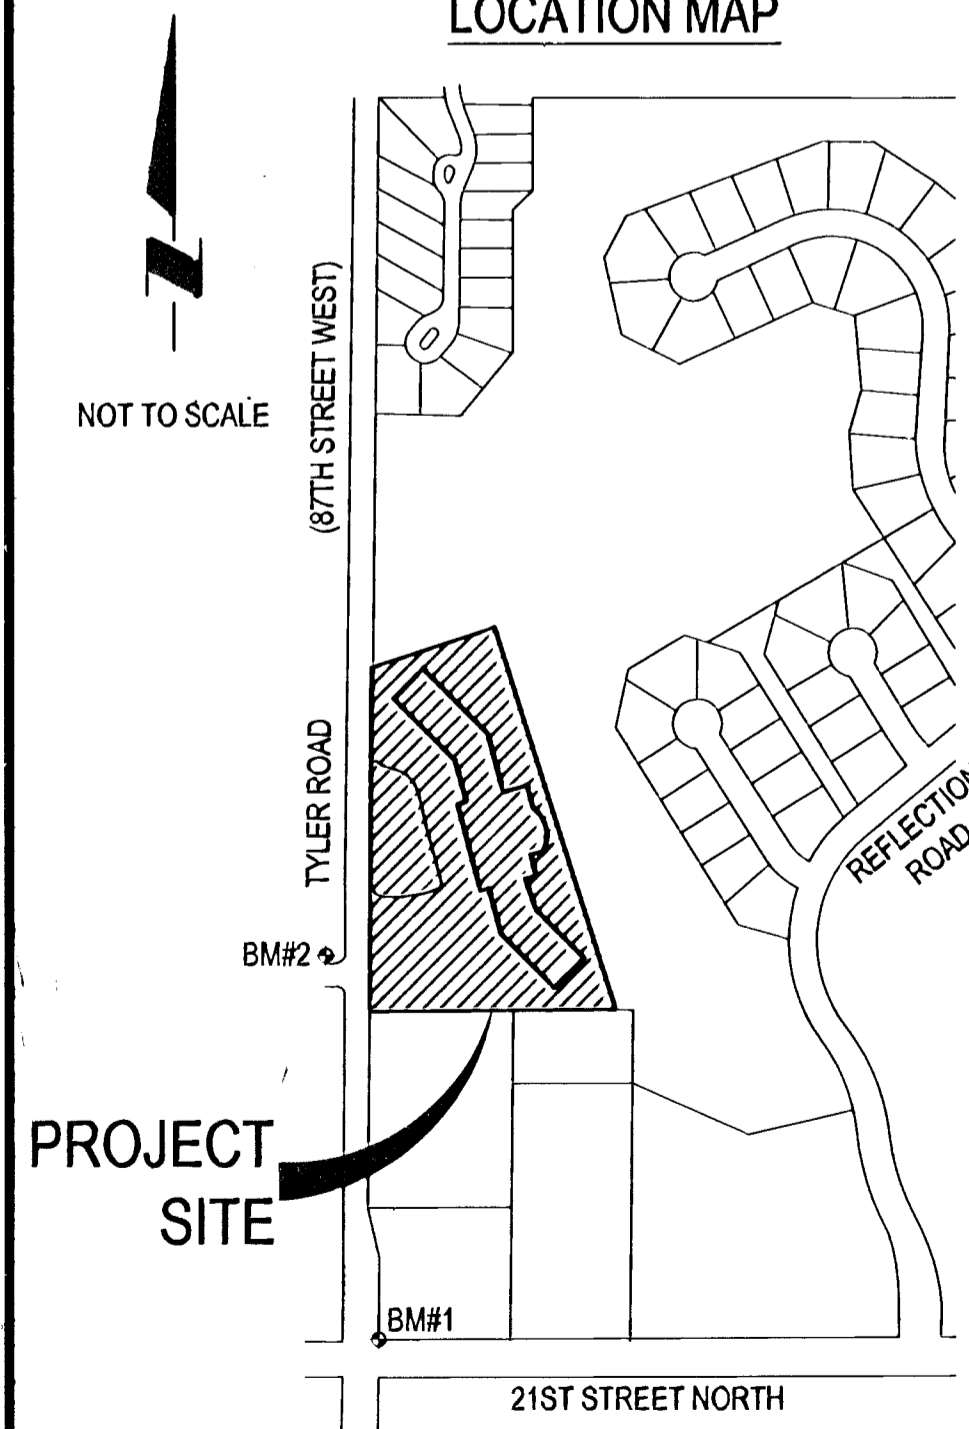 LOCATION MAP
N
NOT TO SCALE
(87TH STREET WEST)
TYLER ROAD
REFLECTION
ROAD
BM#2
PROJECT
SITE
BM#1
21ST STREET NORTH